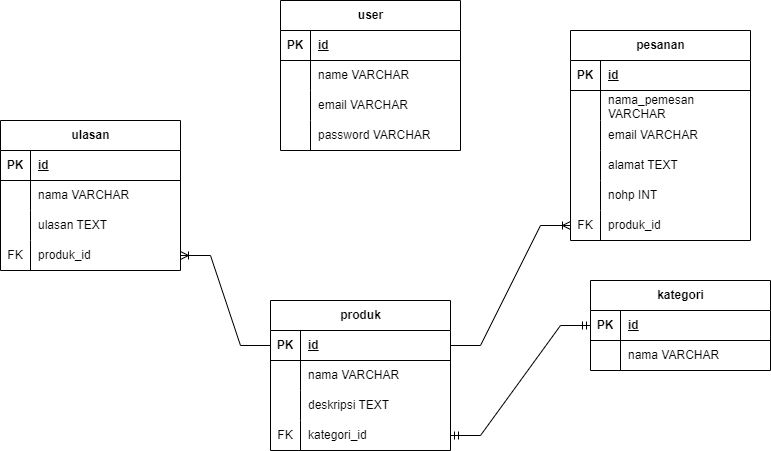 user
PK id
name VARCHAR
email VARCHAR
password VARCHAR
pesanan
PK id
nama_pemesan
VARCHAR
email VARCHAR
alamat TEXT
nohp INT
FK produk_id
ulasan
PK id
nama VARCHAR
ulasan TEXT
FK produk_id
produk
PK id
nama VARCHAR
deskripsi TEXT
FK kategori_id
kategori
PK id
nama VARCHAR